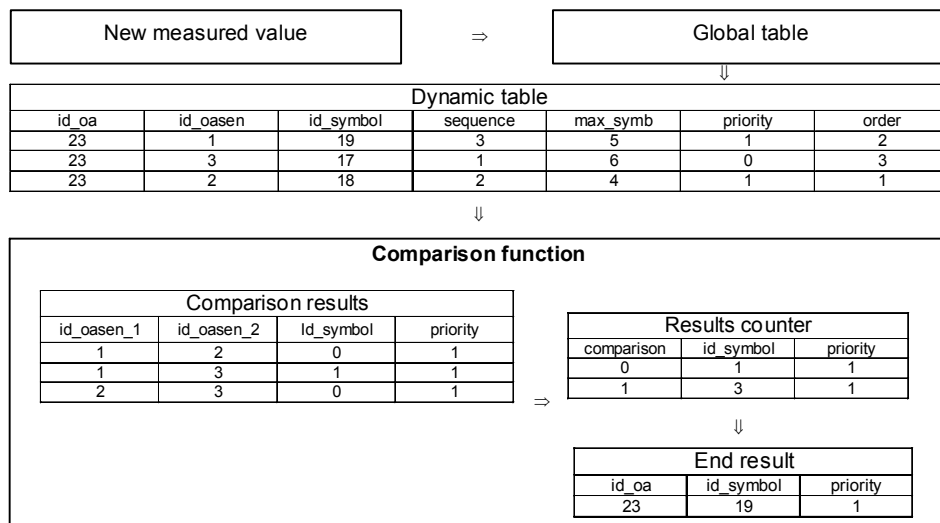 New measured value ⇒ Global table
⇓
Dynamic table
id_oa id_oasen id_symbol sequence max_symb priority order
23 1 19 3 5 1 2
23 3 17 1 6 0 3
23 2 18 2 4 1 1
⇓
Comparison function
Comparison results
id_oasen_1 id_oasen_2 Id_symbol priority
1 2 0 1
1 3 1 1
2 3 0 1
⇒
Results counter
comparison id_symbol priority
0 1 1
1 3 1
⇓
End result
id_oa id_symbol priority
23 19 1